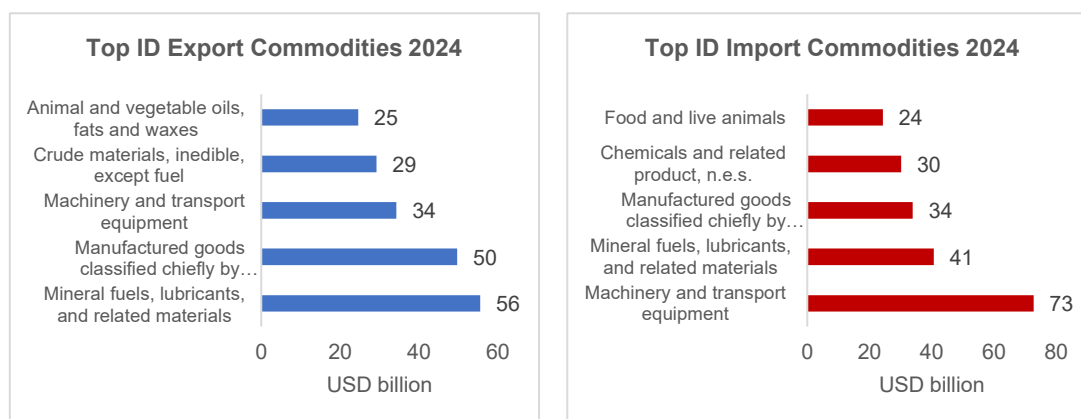 Top ID Export Commodities 2024
Animal and vegetable oils,
fats and waxes
25
Crude materials, inedible,
except fuel
29
Machinery and transport
equipment
34
Manufactured goods
classified chiefly by…
50
Mineral fuels, lubricants,
and related materials
56
0 20 40 60
USD billion
Top ID Import Commodities 2024
Food and live animals
24
Chemicals and related
product, n.e.s.
30
Manufactured goods
classified chiefly by…
34
Mineral fuels, lubricants,
and related materials
41
Machinery and transport
equipment
73
0 20 40 60 80
USD billion